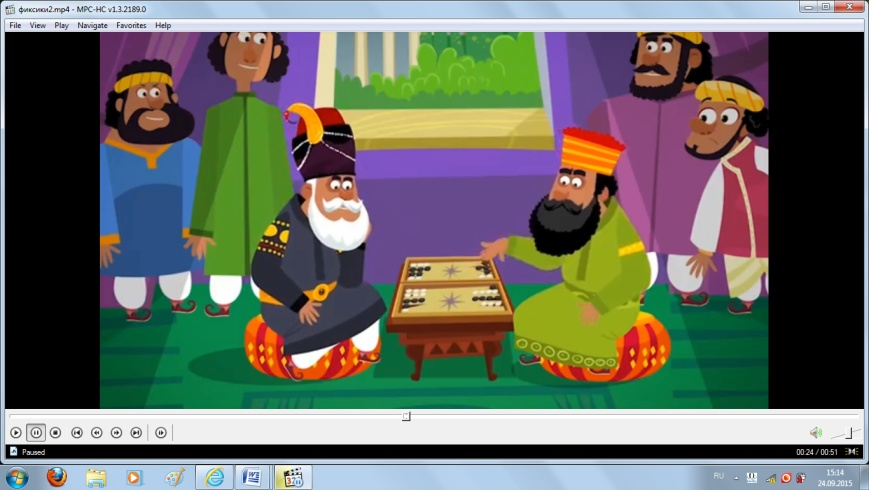 фиксики2.mp4 - MPC-HC v1.3.2189.0
File View Play Navigate Favorites Help
Paused
00:24 / 00:51
RU
15:14
24.09.2015